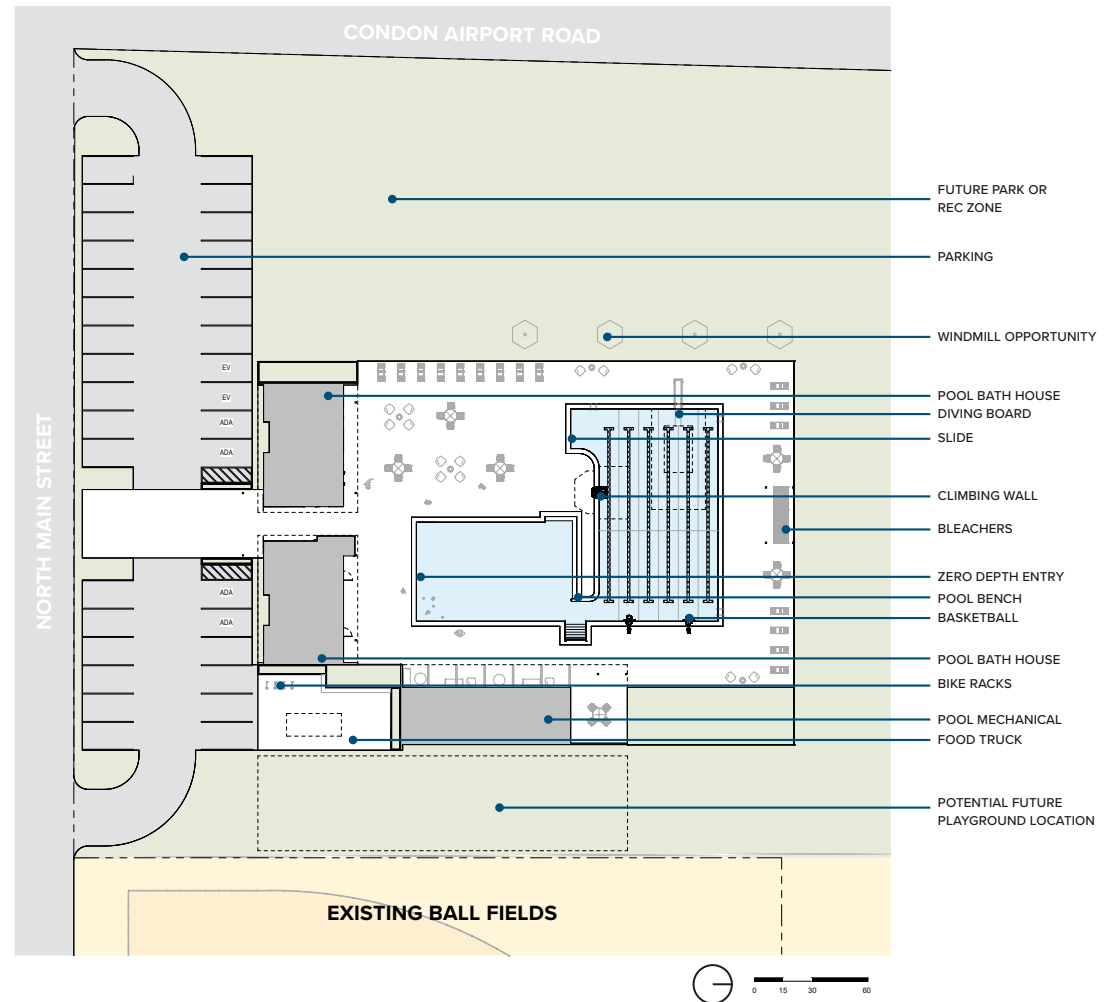 CONDON AIRPORT ROAD
NORTH MAIN STREET
FUTURE PARK OR
REC ZONE
PARKING
WINDMILL OPPORTUNITY
POOL BATH HOUSE
DIVING BOARD
SLIDE
CLIMBING WALL
BLEACHERS
ZERO DEPTH ENTRY
POOL BENCH
BASKETBALL
POOL BATH HOUSE
BIKE RACKS
POOL MECHANICAL
FOOD TRUCK
POTENTIAL FUTURE
PLAYGROUND LOCATION
EV
EV
ADA
ADA
ADA
ADA
EXISTING BALL FIELDS
0 15 30 60